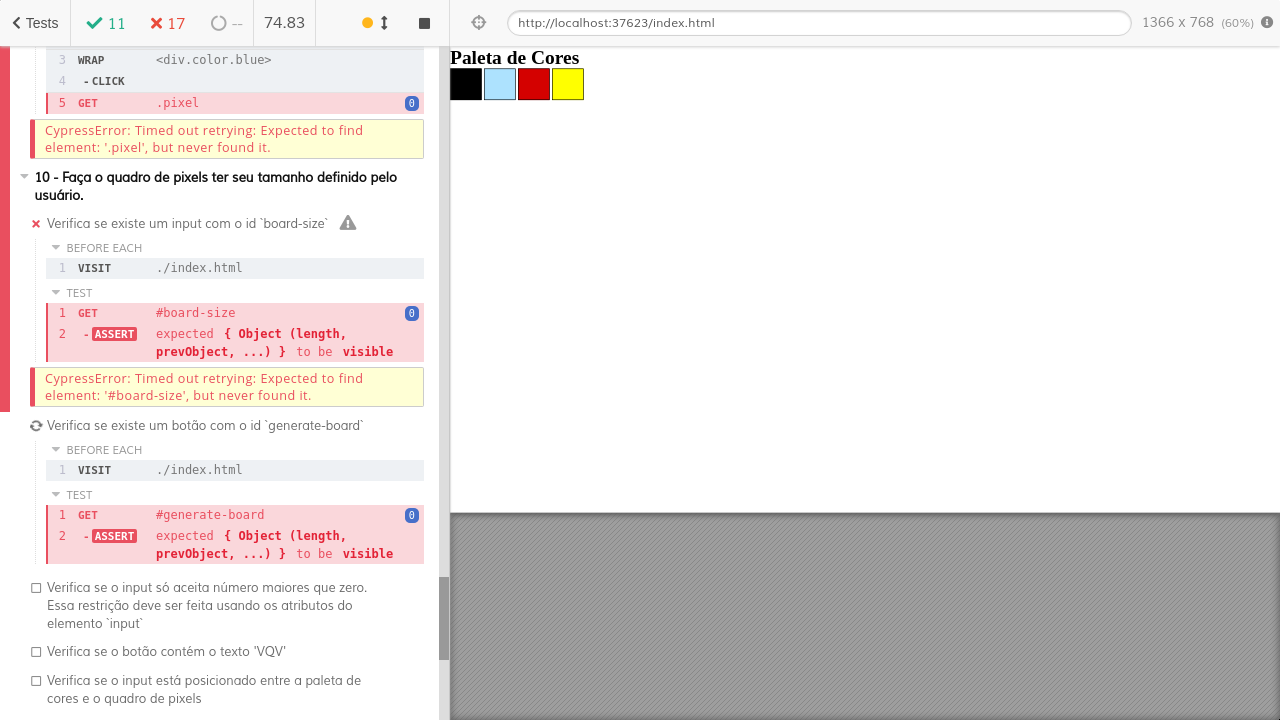 Tests
11
17
--
74.83
http://localhost:37623/index.html
1366 x 768 (60%)
3 WRAP <div.color.blue>
4 - CLICK
5 GET .pixel 0
CypressError: Timed out retrying: Expected to find
element: '.pixel', but never found it.
10 - Faça o quadro de pixels ter seu tamanho definido pelo
usuário.
Verifica se existe um input com o id `board-size`
BEFORE EACH
1 VISIT ./index.html
TEST
1 GET #board-size 0
2 - ASSERT expected { Object (length,
prevObject, ...) } to be visible
CypressError: Timed out retrying: Expected to find
element: '#board-size', but never found it.
Verifica se existe um botão com o id `generate-board`
BEFORE EACH
1 VISIT ./index.html
TEST
1 GET #generate-board 0
2 - ASSERT expected { Object (length,
prevObject, ...) } to be visible
Verifica se o input só aceita número maiores que zero.
Essa restrição deve ser feita usando os atributos do
elemento `input`
Verifica se o botão contém o texto 'VQV'
Verifica se o input está posicionado entre a paleta de
cores e o quadro de pixels
Paleta de Cores